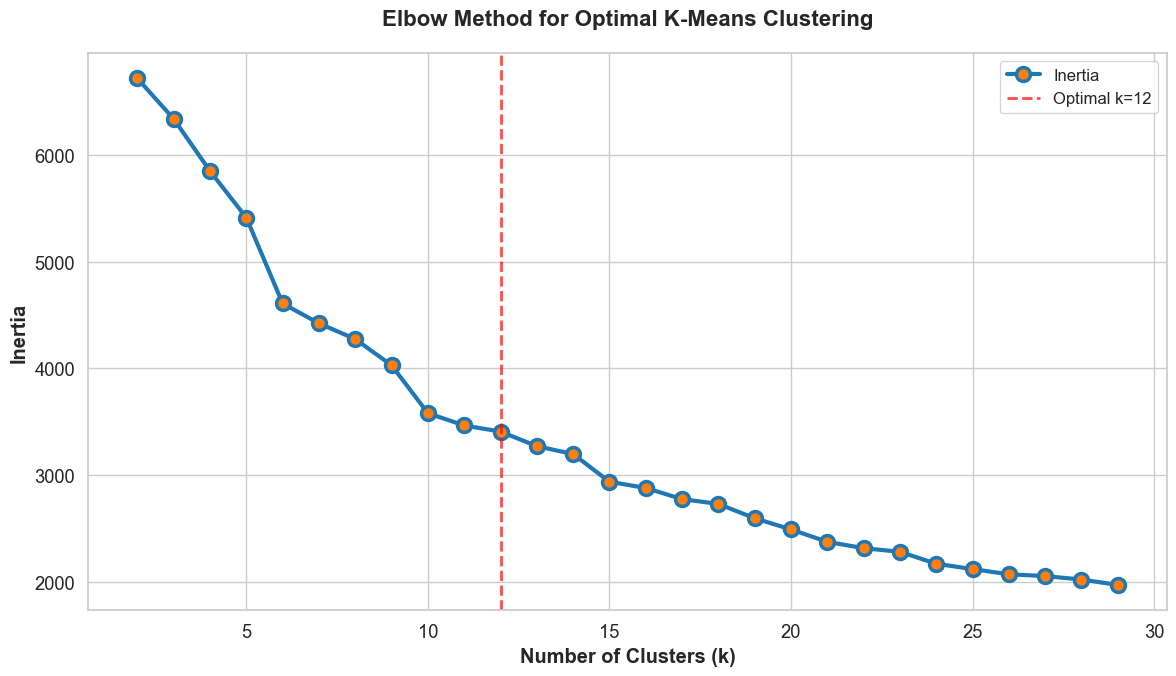 Elbow Method for Optimal K-Means Clustering
Inertia
Optimal k=12
6000
5000
4000
3000
2000
Inertia
5
10
15
20
25
30
Number of Clusters (k)